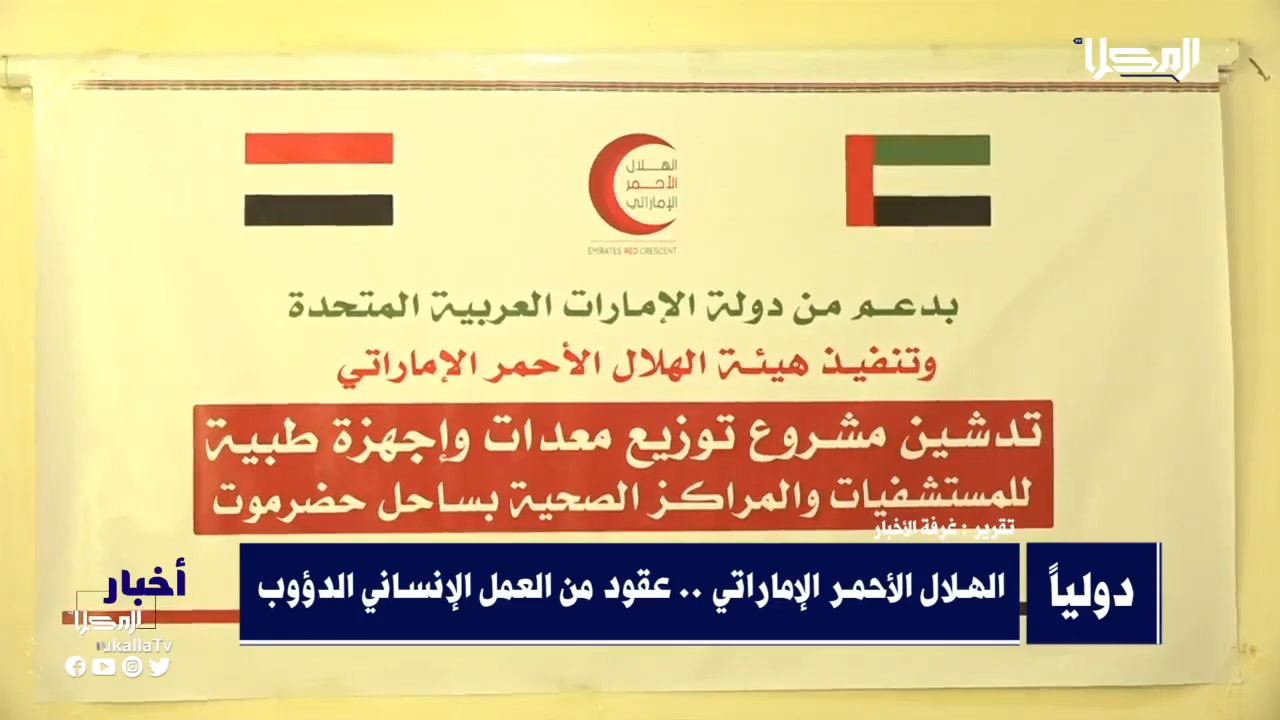 المكلا
الهلال
الأحمر
الإماراتي
EMIRATES RED CRESCENT
بدعم من دولة الإمارات العربية المتحدة
وتنفيذ هيئة الهلال الأحمر الإماراتي
تدشين مشروع توزيع معدات وإجهزة طبية
للمستشفيات والمراكز الصحية بساحل حضرموت
تقرير : غرفة الأخبار
دولياً
الهلال الأحمر الإماراتي .. عقود من العمل الإنساني الدؤوب
أخبار
المكلا
ukallaTv